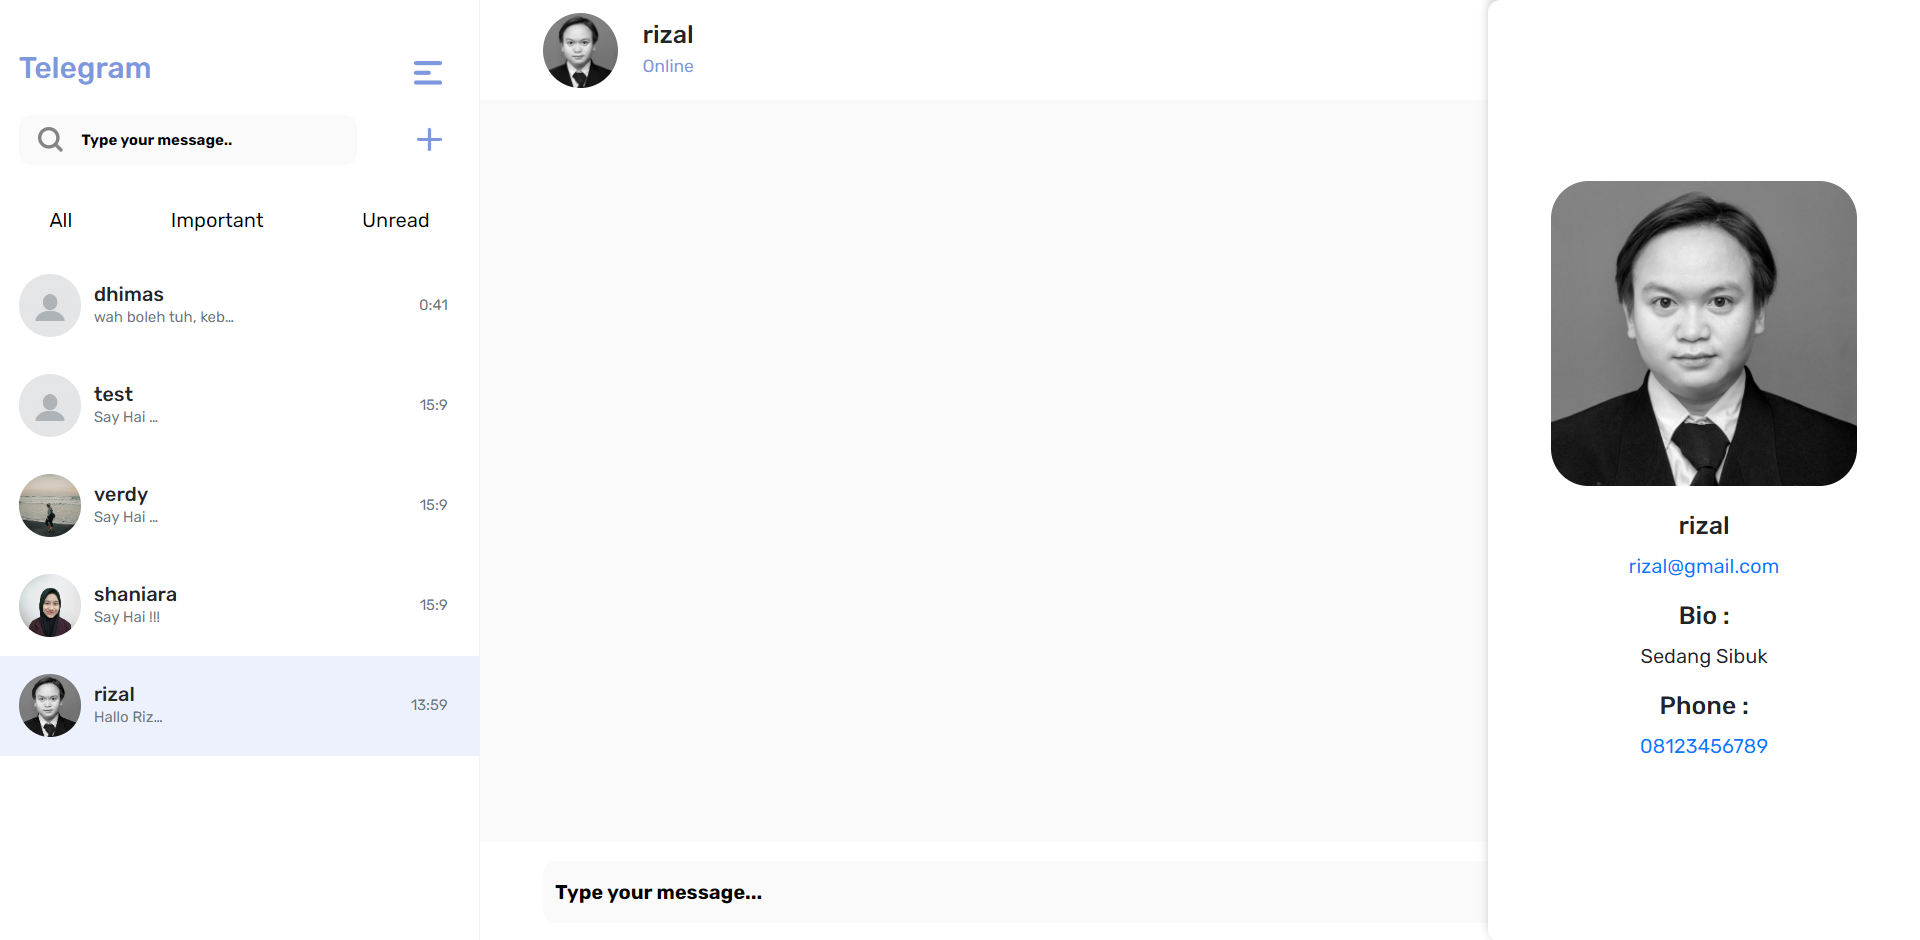 Telegram
Type your message..
All Important Unread
dhimas
wah boleh tuh, keb...
0:41
test
Say Hai ...
15:9
verdy
Say Hai ...
15:9
shaniara
Say Hai !!!
15:9
rizal
Hallo Riz...
13:59
rizal
Online
Type your message...
rizal
rizal@gmail.com
Bio :
Sedang Sibuk
Phone :
08123456789